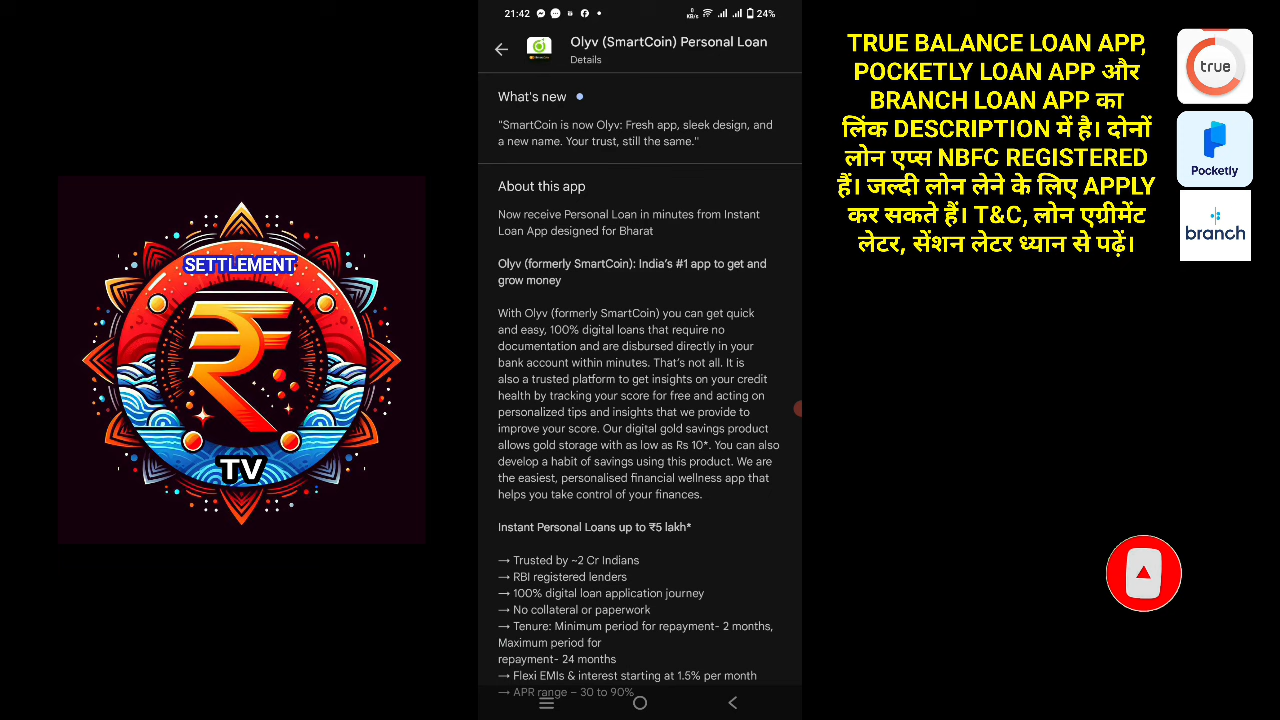 SETTLEMENT
TV
21:42
0 KB/s
24%
Olyv (SmartCoin) Personal Loan
Details
What's new
"SmartCoin is now Olyv: Fresh app, sleek design, and
a new name. Your trust, still the same."
About this app
Now receive Personal Loan in minutes from Instant
Loan App designed for Bharat
Olyv (formerly SmartCoin): India's #1 app to get and
grow money
With Olyv (formerly SmartCoin) you can get quick
and easy, 100% digital loans that require no
documentation and are disbursed directly in your
bank account within minutes. That's not all. It is
also a trusted platform to get insights on your credit
health by tracking your score for free and acting on
personalized tips and insights that we provide to
improve your score. Our digital gold savings product
allows gold storage with as low as Rs 10*. You can also
develop a habit of savings using this product. We are
the easiest, personalised financial wellness app that
helps you take control of your finances.
Instant Personal Loans up to ₹5 lakh*
→ Trusted by ~2 Cr Indians
→ RBI registered lenders
→ 100% digital loan application journey
→ No collateral or paperwork
→ Tenure: Minimum period for repayment- 2 months,
Maximum period for
repayment- 24 months
→ Flexi EMIs & interest starting at 1.5% per month
→ APR range – 30 to 90%
TRUE BALANCE LOAN APP,
POCKETLY LOAN APP और
BRANCH LOAN APP का
लिंक DESCRIPTION में है। दोनों
लोन एप्स NBFC REGISTERED
हैं। जल्दी लोन लेने के लिए APPLY
कर सकते हैं। T&C, लोन एग्रीमेंट
लेटर, सेंशन लेटर ध्यान से पढ़ें।
true
Pocketly
branch